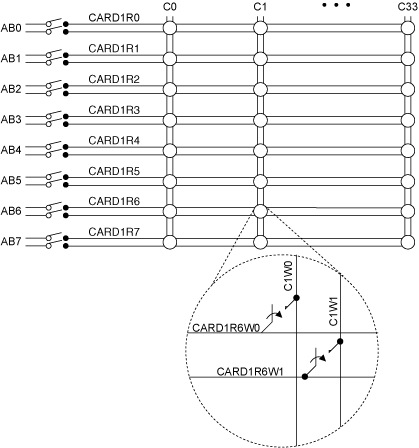 C0 C1 • • • C33
AB0 CARD1R0
AB1 CARD1R1
AB2 CARD1R2
AB3 CARD1R3
AB4 CARD1R4
AB5 CARD1R5
AB6 CARD1R6
AB7 CARD1R7
C1W0
C1W1
CARD1R6W0
CARD1R6W1